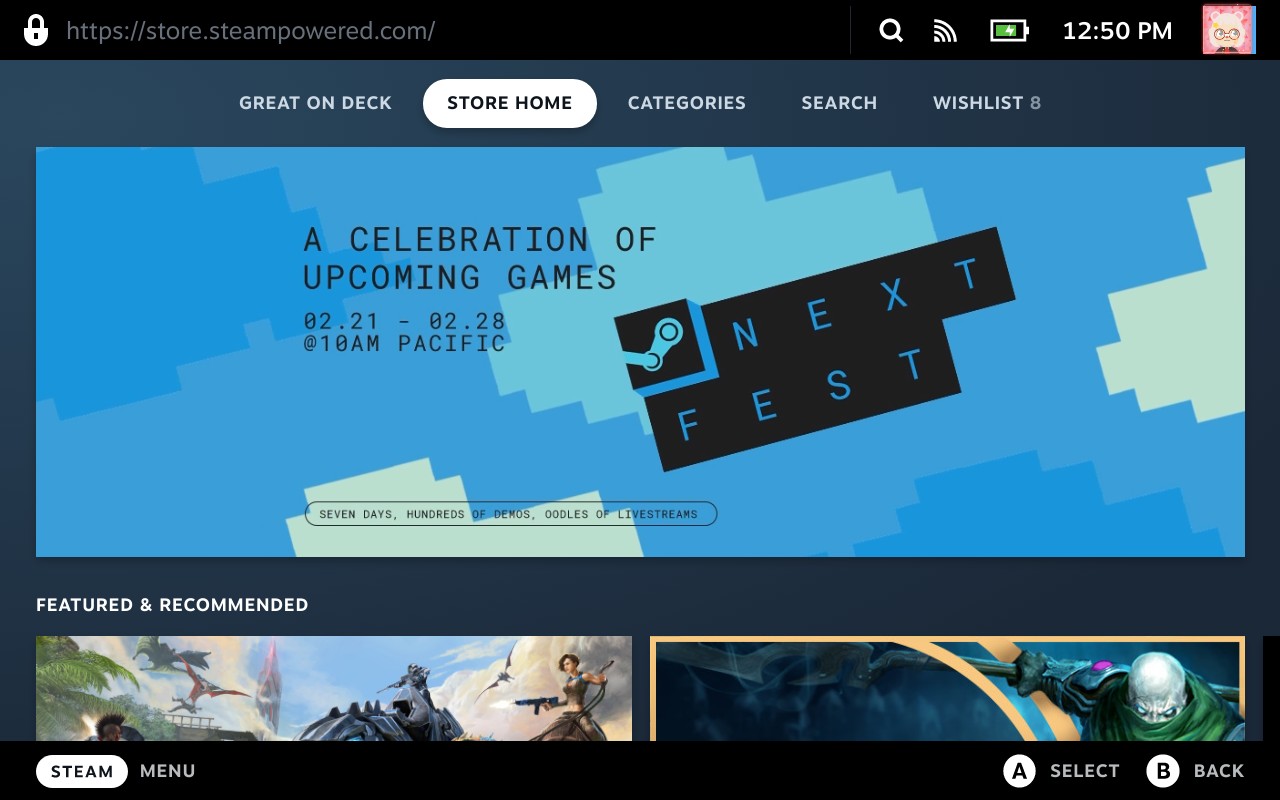 https://store.steampowered.com/
12:50 PM
GREAT ON DECK
STORE HOME
CATEGORIES
SEARCH
WISHLIST 8
A CELEBRATION OF
UPCOMING GAMES
02.21 - 02.28
@10AM PACIFIC
NEXT
FEST
SEVEN DAYS, HUNDREDS OF DEMOS, OODLES OF LIVESTREAMS
FEATURED & RECOMMENDED
STEAM MENU
A SELECT
B BACK